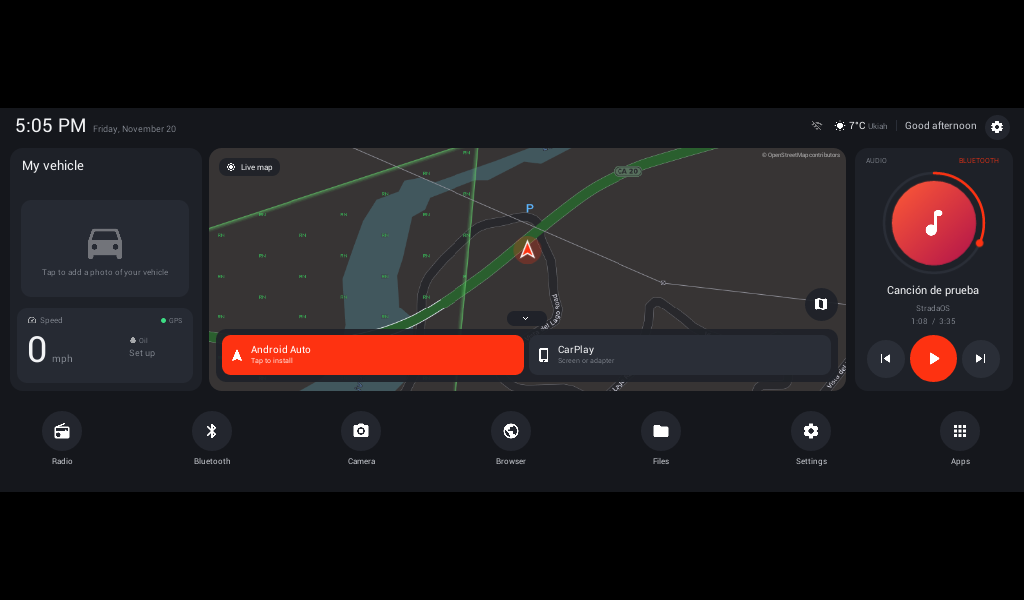 5:05 PM Friday, November 20
7°C Ukiah
Good afternoon
My vehicle
Tap to add a photo of your vehicle
Speed
GPS
0 mph
Oil
Set up
Live map
© OpenStreetMap contributors
CA 20
P
Android Auto
Tap to install
CarPlay
Screen or adapter
AUDIO
BLUETOOTH
Canción de prueba
StradaOS
1:08 / 3:35
Radio
Bluetooth
Camera
Browser
Files
Settings
Apps